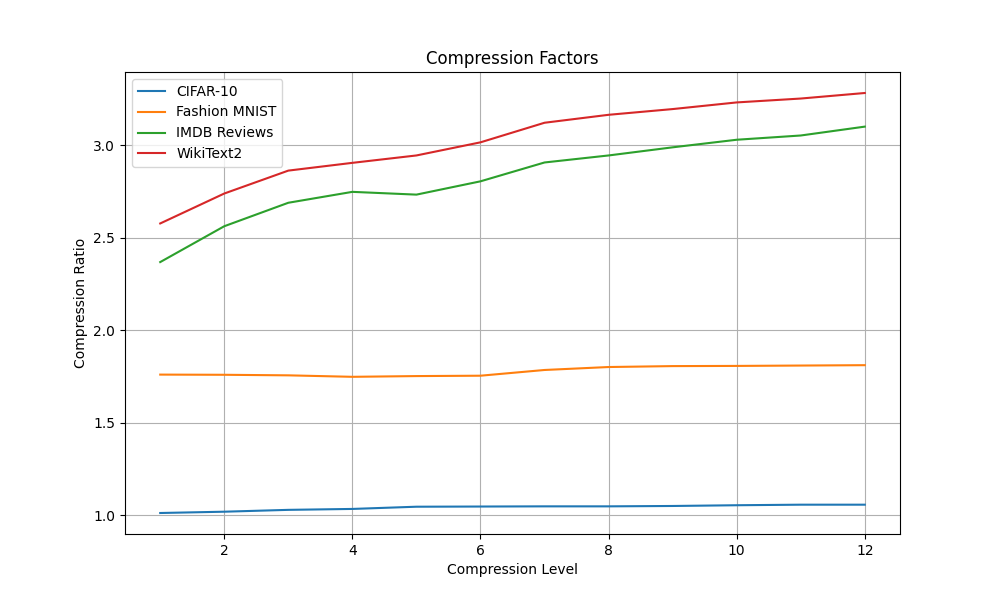 Compression Factors
CIFAR-10
Fashion MNIST
IMDB Reviews
WikiText2
Compression Ratio
3.0
2.5
2.0
1.5
1.0
2 4 6 8 10 12
Compression Level